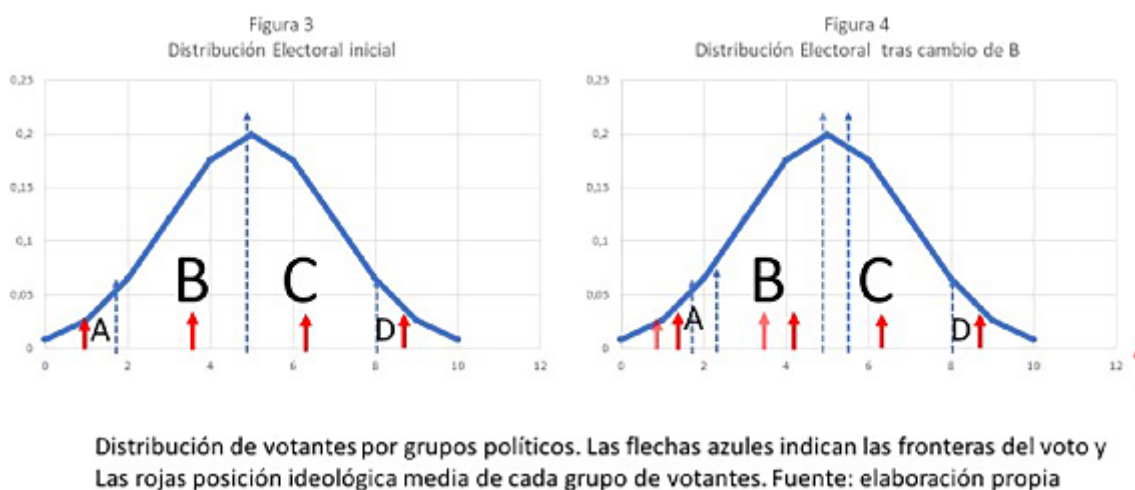 Figura 3
Distribución Electoral inicial
0,25
0,2
0,15
0,1
0,05
0
A
B
C
D
0 2 4 6 8 10 12
Figura 4
Distribución Electoral tras cambio de B
0,25
0,2
0,15
0,1
0,05
0
A
B
C
D
0 2 4 6 8 10 12
Distribución de votantes por grupos políticos. Las flechas azules indican las fronteras del voto y
Las rojas posición ideológica media de cada grupo de votantes. Fuente: elaboración propia